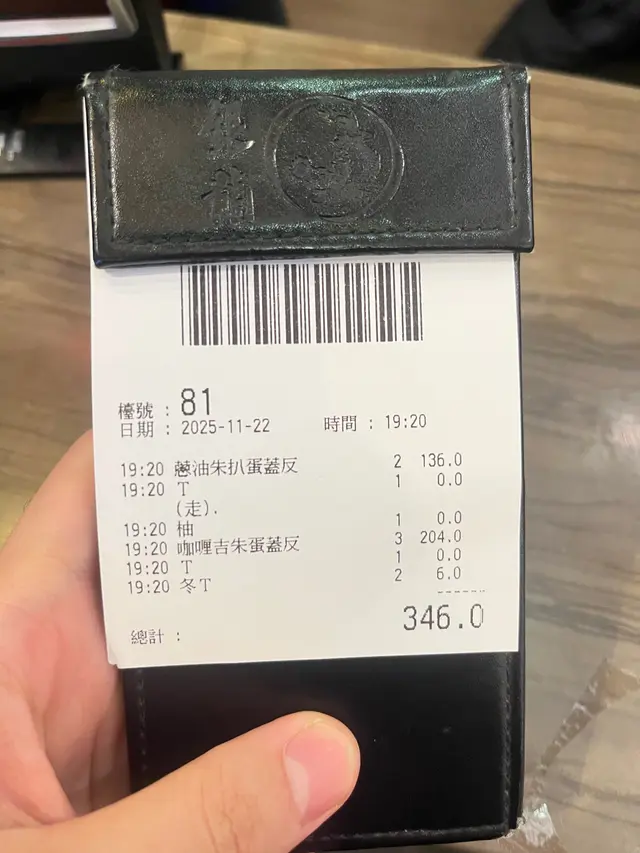 檯號 : 81
日期 : 2025-11-22 時間 : 19:20
19:20 蔥油朱扒蛋蓋反 2 136.0
19:20 T 1 0.0
(走).
19:20 柚 1 0.0
19:20 咖喱吉朱蛋蓋反 3 204.0
19:20 T 1 0.0
19:20 冬T 2 6.0
總計 : 346.0